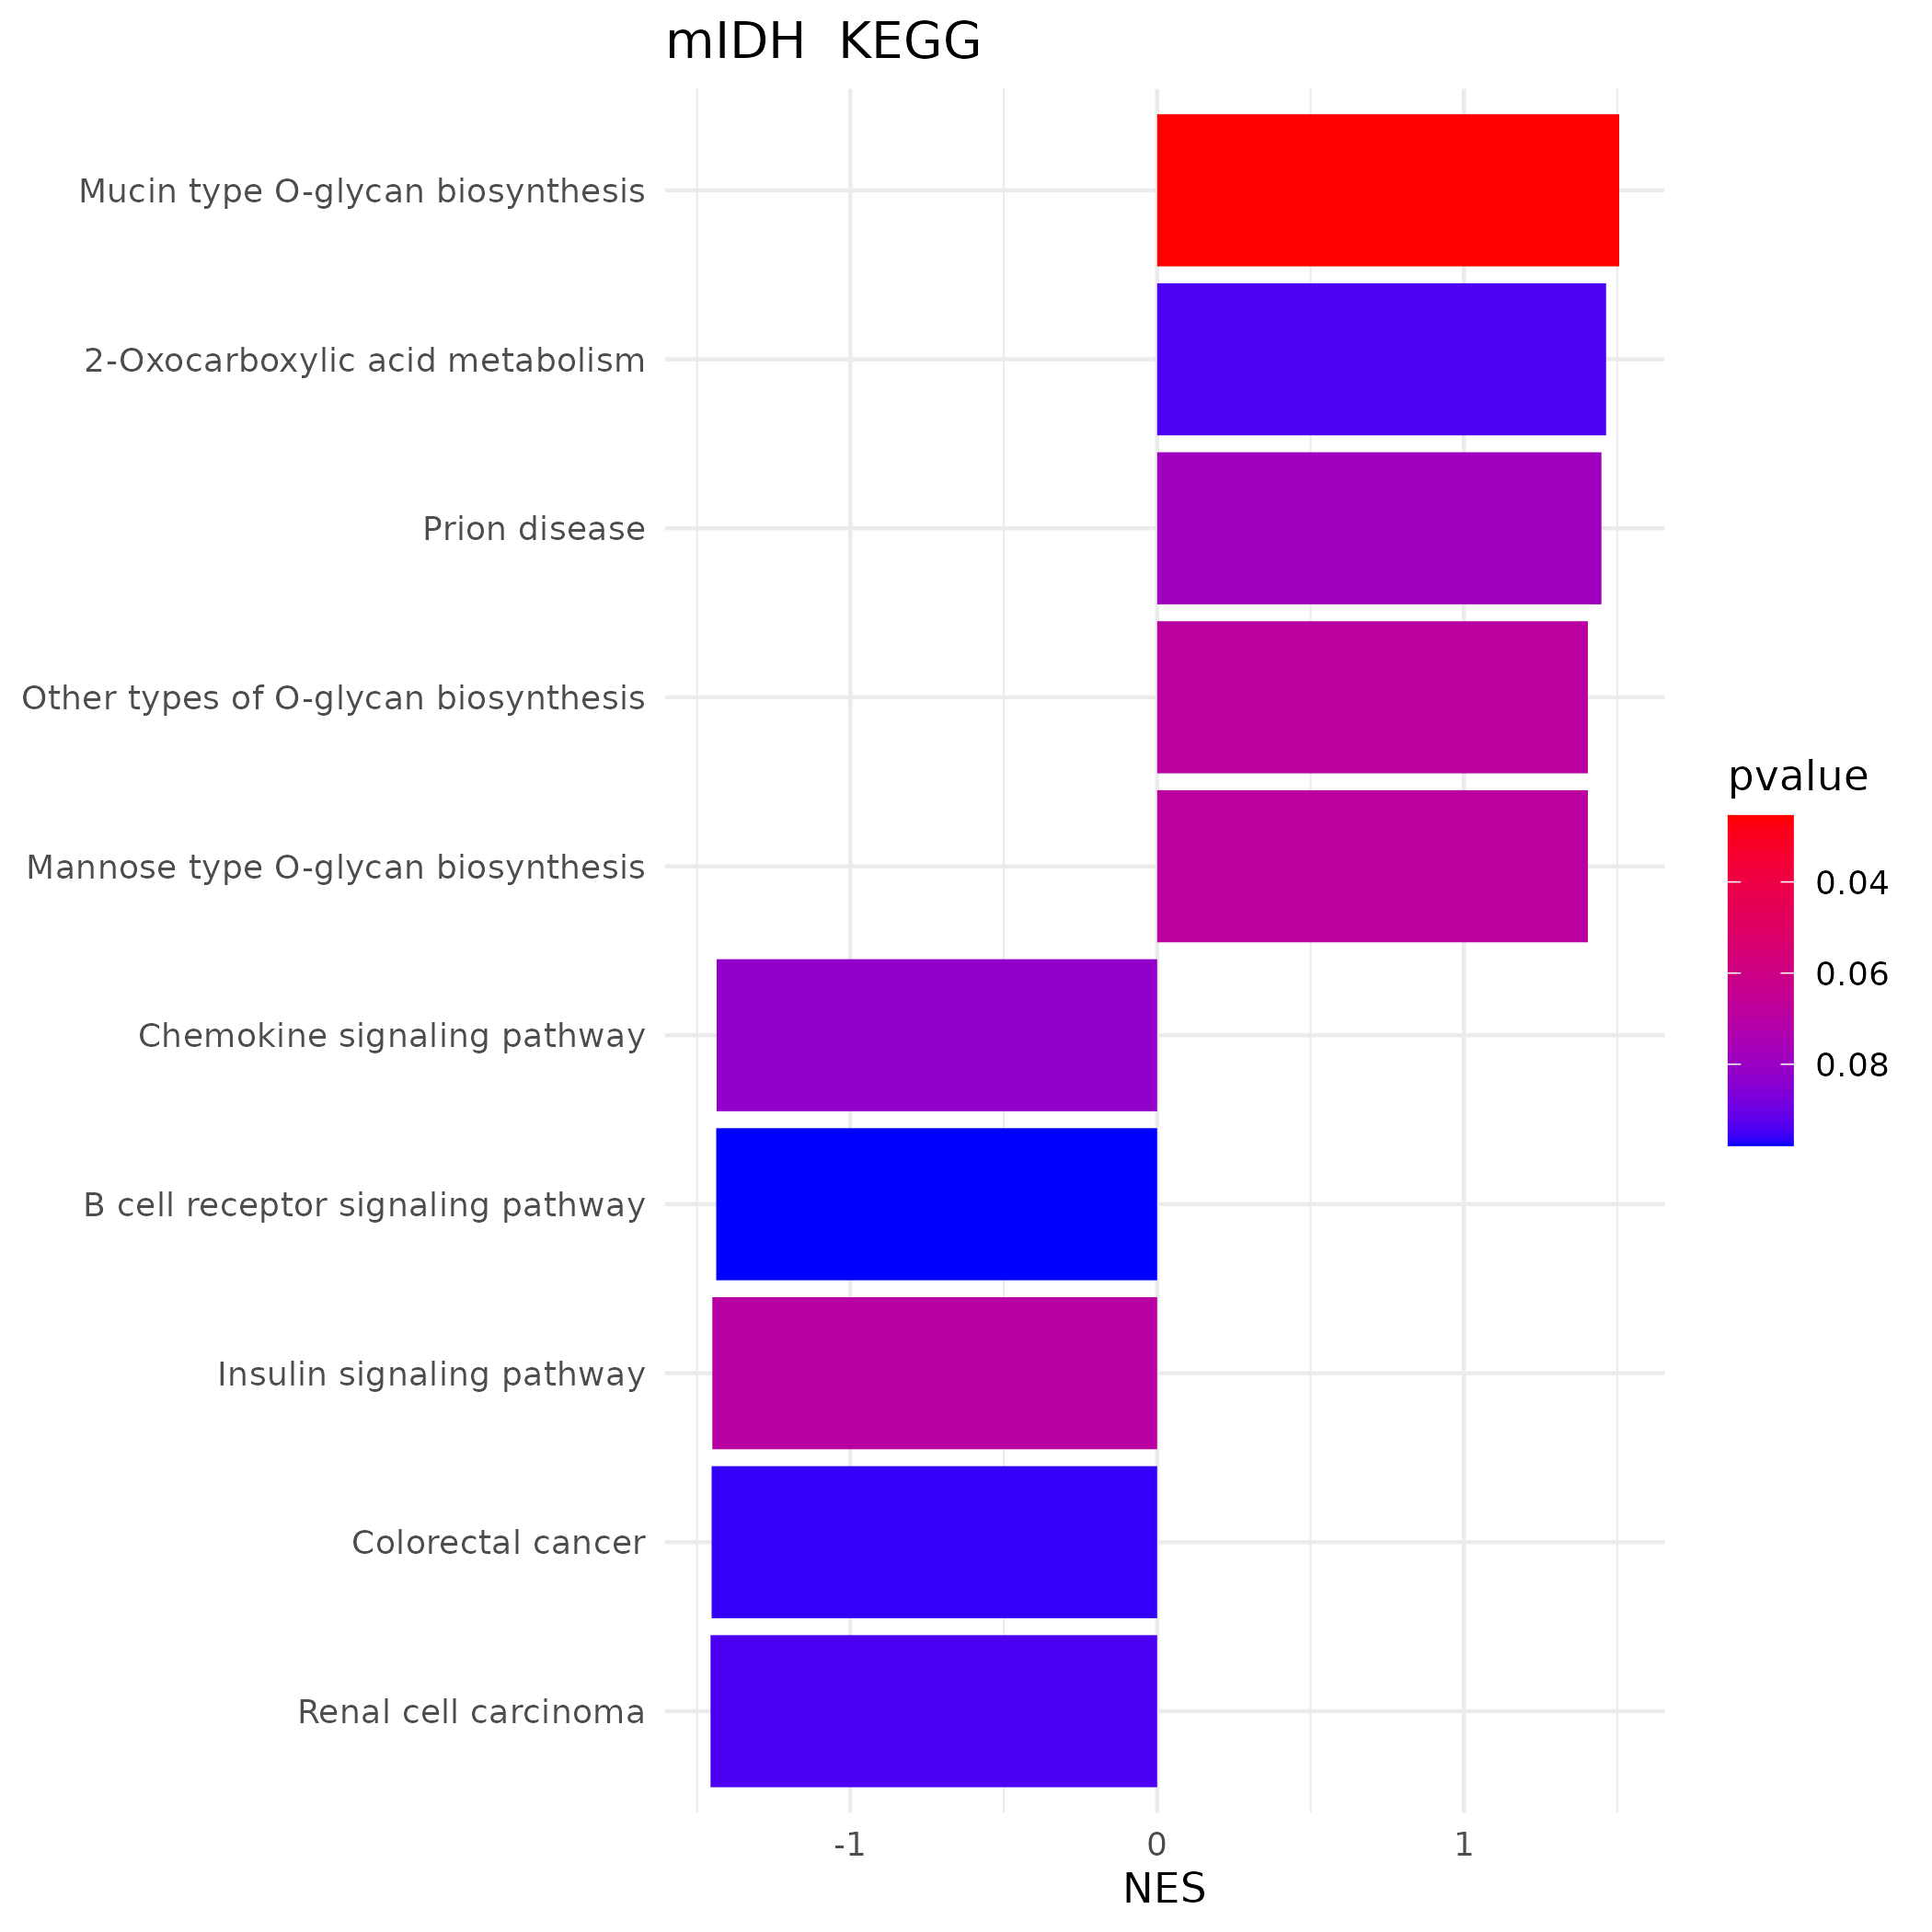 mIDH  KEGG
Mucin type O-glycan biosynthesis
2-Oxocarboxylic acid metabolism
Prion disease
Other types of O-glycan biosynthesis
Mannose type O-glycan biosynthesis
Chemokine signaling pathway
B cell receptor signaling pathway
Insulin signaling pathway
Colorectal cancer
Renal cell carcinoma
-1
0
1
NES
pvalue
0.04
0.06
0.08